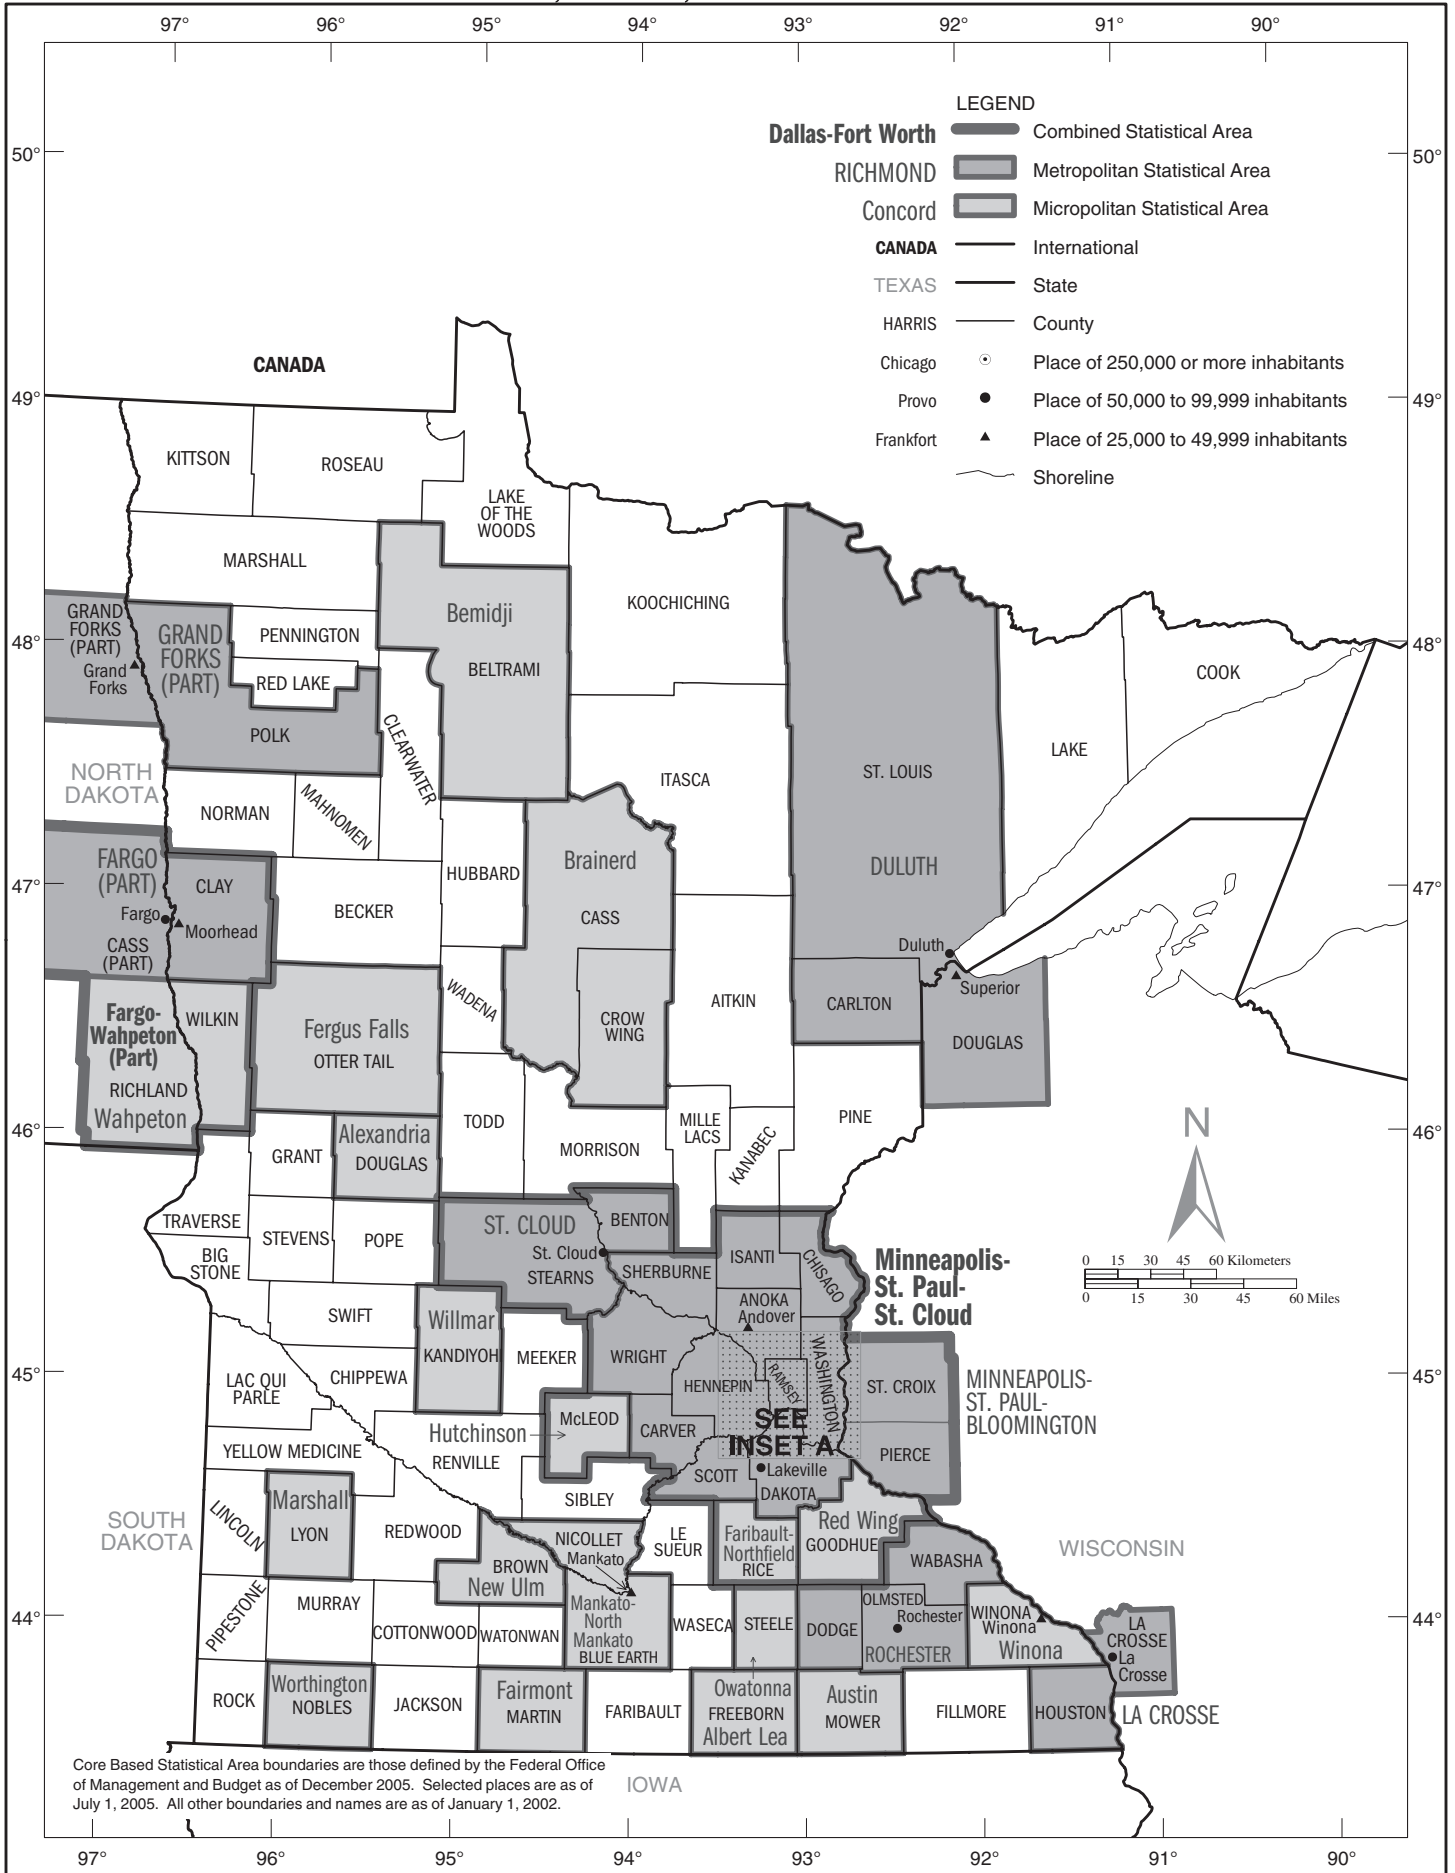 97°
96°
95°
94°
93°
92°
91°
90°
LEGEND
Dallas-Fort Worth
Combined Statistical Area
RICHMOND
Metropolitan Statistical Area
Concord
Micropolitan Statistical Area
CANADA
International
TEXAS
State
HARRIS
County
Chicago
Place of 250,000 or more inhabitants
Provo
Place of 50,000 to 99,999 inhabitants
Frankfort
Place of 25,000 to 49,999 inhabitants
Shoreline
50°
50°
49°
49°
48°
48°
47°
47°
46°
46°
45°
45°
44°
44°
CANADA
KITTSON
ROSEAU
LAKE
OF THE
WOODS
MARSHALL
KOOCHICHING
GRAND
FORKS
(PART)
Grand
Forks
GRAND
FORKS
(PART)
PENNINGTON
RED LAKE
POLK
Bemidji
BELTRAMI
CLEARWATER
COOK
LAKE
ST. LOUIS
DULUTH
ITASCA
NORTH
DAKOTA
NORMAN
MAHNOMEN
HUBBARD
Brainerd
CASS
FARGO
(PART)
CLAY
Fargo
Moorhead
CASS
(PART)
BECKER
Duluth
Superior
CARLTON
DOUGLAS
AITKIN
WADENA
CROW
WING
Fargo-
Wahpeton
(Part)
WILKIN
RICHLAND
Wahpeton
Fergus Falls
OTTER TAIL
TODD
MILLE
LACS
KANABEC
PINE
MORRISON
GRANT
Alexandria
DOUGLAS
N
TRAVERSE
BIG
STONE
STEVENS
POPE
ST. CLOUD
St. Cloud
STEARNS
BENTON
SHERBURNE
ISANTI
CHISAGO
Minneapolis-
St. Paul-
St. Cloud
0 15 30 45 60 Kilometers
0 15 30 45 60 Miles
ANOKA
Andover
SWIFT
Willmar
KANDIYOHI
MEEKER
WRIGHT
HENNEPIN
RAMSEY
WASHINGTON
ST. CROIX
PIERCE
MINNEAPOLIS-
ST. PAUL-
BLOOMINGTON
LAC QUI
PARLE
CHIPPEWA
SEE
INSET A
CARVER
SCOTT
Lakeville
DAKOTA
McLEOD
Hutchinson
RENVILLE
YELLOW MEDICINE
SIBLEY
SOUTH
DAKOTA
LINCOLN
Marshall
LYON
REDWOOD
NICOLLET
Mankato
BROWN
New Ulm
LE
SUEUR
Faribault-
Northfield
RICE
Red Wing
GOODHUE
WABASHA
WISCONSIN
PIPESTONE
MURRAY
COTTONWOOD
WATONWAN
Mankato-
North
Mankato
BLUE EARTH
WASECA
STEELE
DODGE
OLMSTED
Rochester
ROCHESTER
WINONA
Winona
Winona
LA
CROSSE
La
Crosse
LA CROSSE
ROCK
Worthington
NOBLES
JACKSON
Fairmont
MARTIN
FARIBAULT
Owatonna
FREEBORN
Albert Lea
Austin
MOWER
FILLMORE
HOUSTON
IOWA
Core Based Statistical Area boundaries are those defined by the Federal Office
of Management and Budget as of December 2005.  Selected places are as of
July 1, 2005.  All other boundaries and names are as of January 1, 2002.
97°
96°
95°
94°
93°
92°
91°
90°